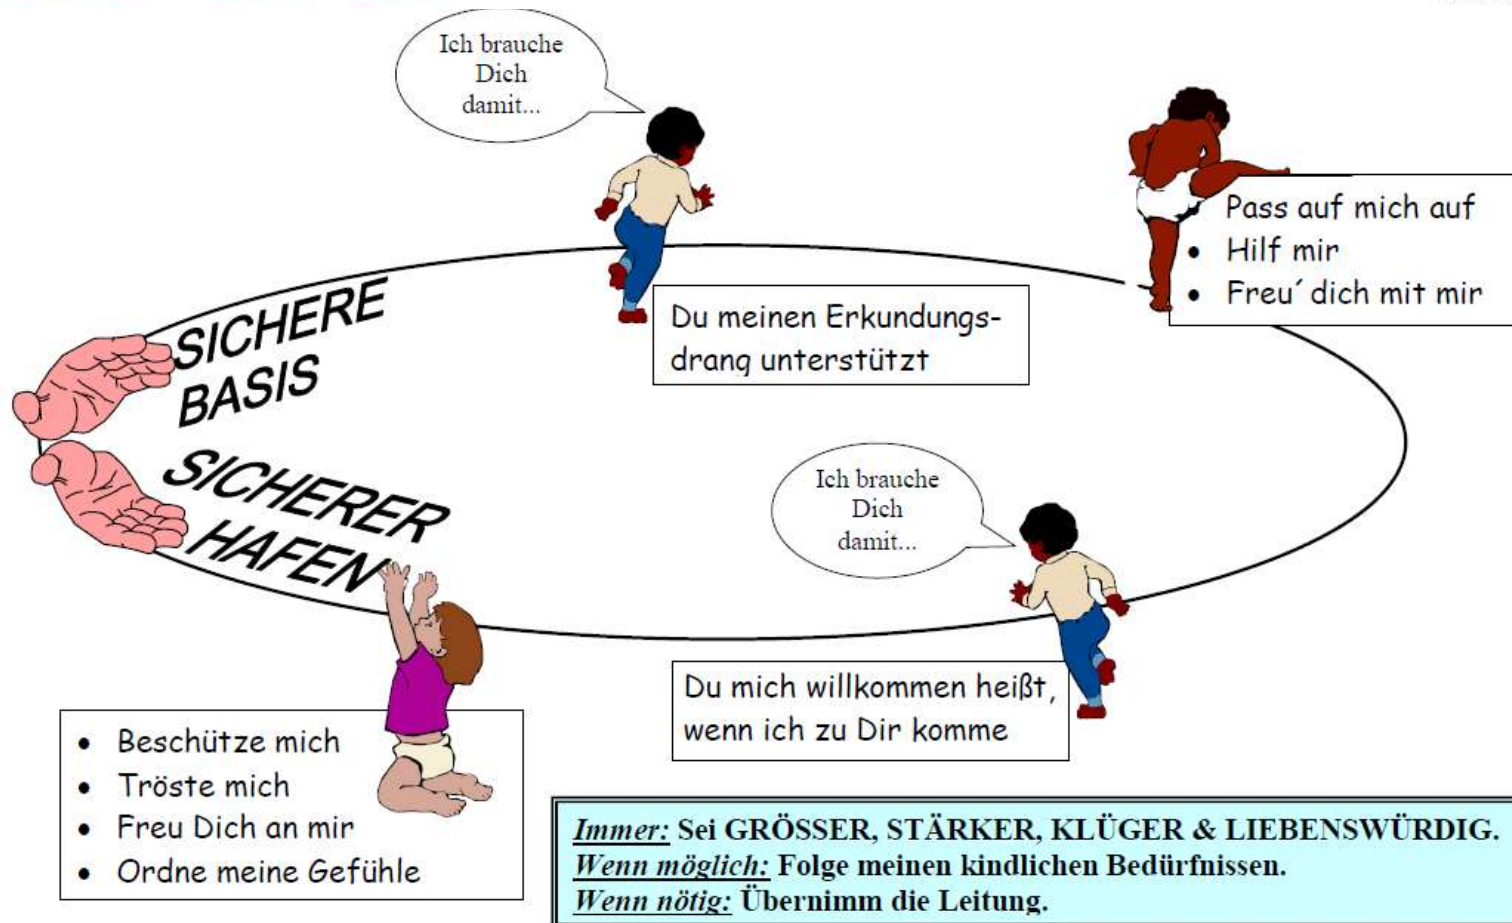 Ich brauche
Dich
damit...
Pass auf mich auf
• Hilf mir
• Freu´ dich mit mir
Du meinen Erkundungs-
drang unterstützt
SICHERE
BASIS
SICHERER
HAFEN
Ich brauche
Dich
damit...
Du mich willkommen heißt,
wenn ich zu Dir komme
• Beschütze mich
• Tröste mich
• Freu Dich an mir
• Ordne meine Gefühle
Immer: Sei GRÖSSER, STÄRKER, KLÜGER & LIEBENSWÜRDIG.
Wenn möglich: Folge meinen kindlichen Bedürfnissen.
Wenn nötig: Übernimm die Leitung.